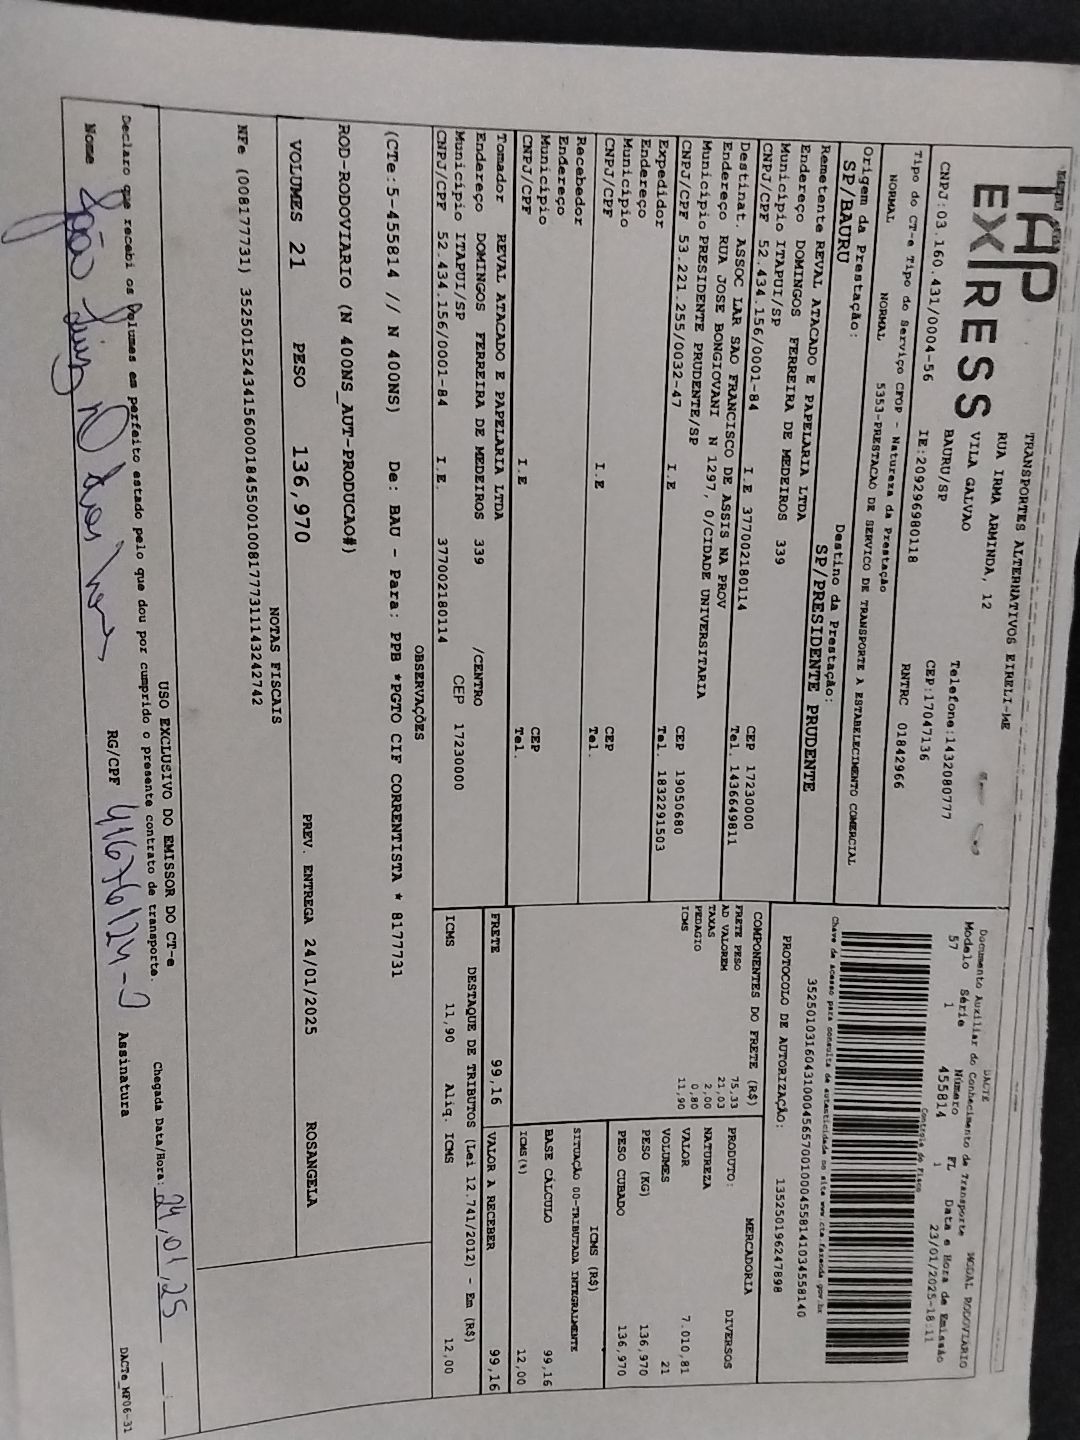 TAP
EXPRESS
TRANSPORTES ALTERNATIVOS EIRELI-ME
RUA IRMA ARMINDA, 12
VILA GALVAO
BAURU/SP
Telefone:1432080777
CEP:17047136
CNPJ:03.160.431/0004-56 IE:209296980118 RNTRC 01842966
Tipo do CT-e Tipo do Serviço CFOP - Natureza da Prestação
NORMAL NORMAL 5353-PRESTACAO DE SERVICO DE TRANSPORTE A ESTABELECIMENTO COMERCIAL
Origem da Prestação: Destino da Prestação:
SP/BAURU SP/PRESIDENTE PRUDENTE
DACTE
Documento Auxiliar do Conhecimento de Transporte MODAL RODOVIÁRIO
Modelo Série Número FL Data e Hora de Emissão
57 1 455814 1 23/01/2025-18:11
Controle do Fisco
Chave de acesso para consulta de autenticidade no site www.cte.fazenda.gov.br
35250103160431000456570010004558141034558140
PROTOCOLO DE AUTORIZAÇÃO: 135250196247898
Remetente REVAL ATACADO E PAPELARIA LTDA
Endereço DOMINGOS FERREIRA DE MEDEIROS 339
Município ITAPUI/SP CEP 17230000
CNPJ/CPF 52.434.156/0001-84 I.E 377002180114 Tel. 1436649811
Destinat. ASSOC LAR SAO FRANCISCO DE ASSIS NA PROV
Endereço RUA JOSE BONGIOVANI N 1297, 0/CIDADE UNIVERSITARIA
Município PRESIDENTE PRUDENTE/SP CEP 19050680
CNPJ/CPF 53.221.255/0032-47 I.E Tel. 1832291503
Expedidor
Endereço
Município CEP
CNPJ/CPF I.E Tel.
Recebedor
Endereço
Município CEP
CNPJ/CPF I.E Tel.
Tomador REVAL ATACADO E PAPELARIA LTDA
Endereço DOMINGOS FERREIRA DE MEDEIROS 339 /CENTRO
Município ITAPUI/SP CEP 17230000
CNPJ/CPF 52.434.156/0001-84 I.E. 377002180114
COMPONENTES DO FRETE (R$)
FRETE PESO 75,33
AD VALOREM 21,03
TAXAS 2,00
PEDAGIO 0,80
ICMS 11,90
MERCADORIA
PRODUTO: DIVERSOS
NATUREZA
VALOR 7.010,81
VOLUMES 21
PESO (KG) 136,970
PESO CUBADO 136,970
ICMS (R$)
SITUAÇÃO 00-TRIBUTADA INTEGRALMENTE
BASE CÁLCULO 99,16
ICMS(%) 12,00
FRETE 99,16 VALOR A RECEBER 99,16
DESTAQUE DE TRIBUTOS (Lei 12.741/2012) - Em (R$)
ICMS 11,90 Aliq. ICMS 12,00
OBSERVAÇÕES
(CTe:5-455814 // N 400NS) De: BAU - Para: PPB *PGTO CIF CORRENTISTA * 8177731
ROD-RODOVIARIO (N 400NS_AUT-PRODUCAO#)
VOLUMES 21 PESO 136,970 PREV. ENTREGA 24/01/2025 ROSANGELA
NOTAS FISCAIS
NFe (008177731) 35250152434156000184550010081777311143242742
USO EXCLUSIVO DO EMISSOR DO CT-e
Declaro que recebi os Volumes em perfeito estado pelo que dou por cumprido o presente contrato de transporte.
Chegada Data/Hora: 24/01/25 __:__
Nome João Luiz RG/CPF 41676124-9 Assinatura
DACTe_MF06-31